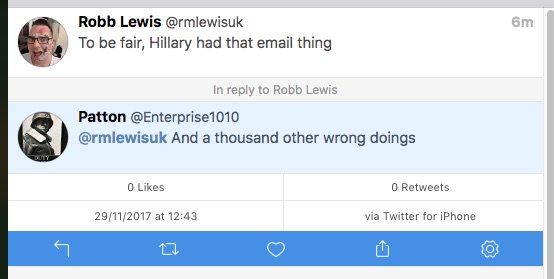 Robb Lewis @rmlewisuk 6m
To be fair, Hillary had that email thing
In reply to Robb Lewis
Patton @Enterprise1010
@rmlewisuk And a thousand other wrong doings
0 Likes 0 Retweets
29/11/2017 at 12:43 via Twitter for iPhone
DUTY